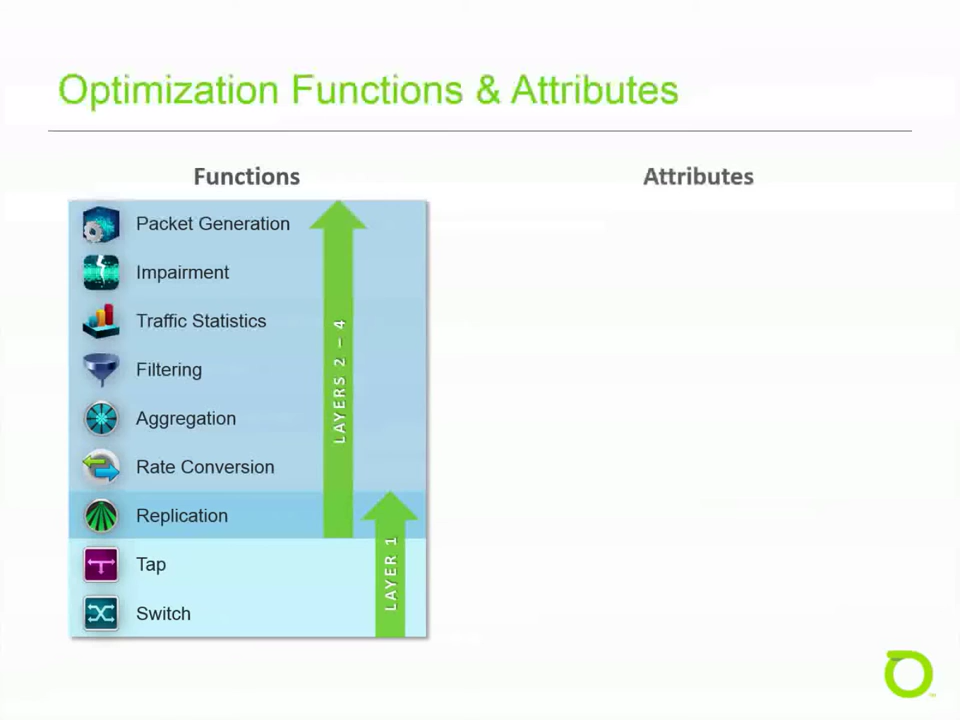 Optimization Functions & Attributes
Functions
Attributes
Packet Generation
Impairment
Traffic Statistics
Filtering
Aggregation
Rate Conversion
Replication
Tap
Switch
LAYERS 2 – 4
LAYER 1